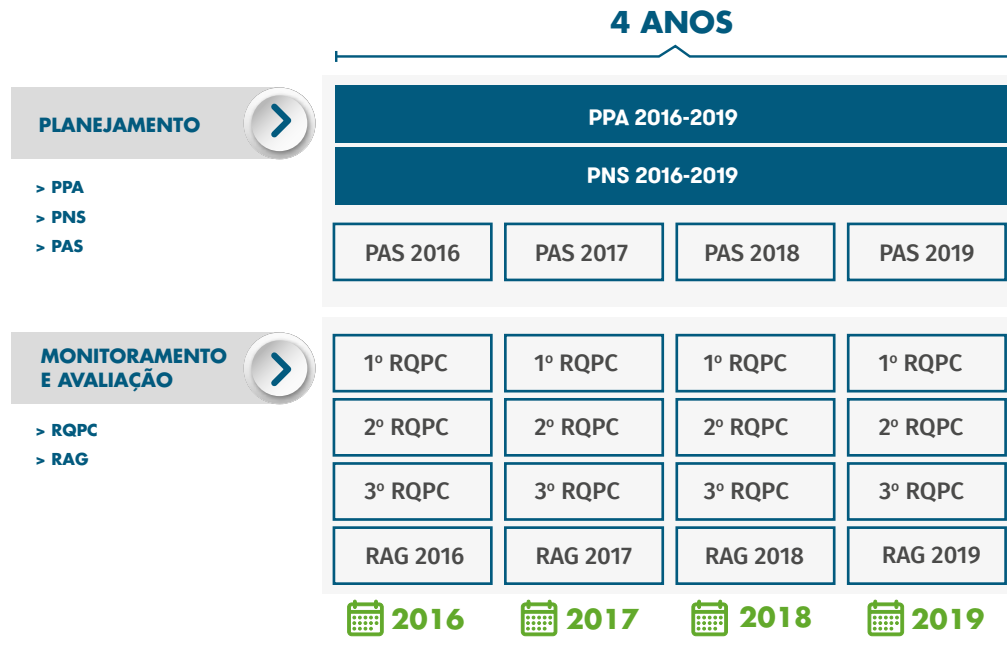 4 ANOS
PLANEJAMENTO
> PPA
> PNS
> PAS
PPA 2016-2019
PNS 2016-2019
PAS 2016 PAS 2017 PAS 2018 PAS 2019
MONITORAMENTO
E AVALIAÇÃO
> RQPC
> RAG
1º RQPC 1º RQPC 1º RQPC 1º RQPC
2º RQPC 2º RQPC 2º RQPC 2º RQPC
3º RQPC 3º RQPC 3º RQPC 3º RQPC
RAG 2016 RAG 2017 RAG 2018 RAG 2019
2016 2017 2018 2019